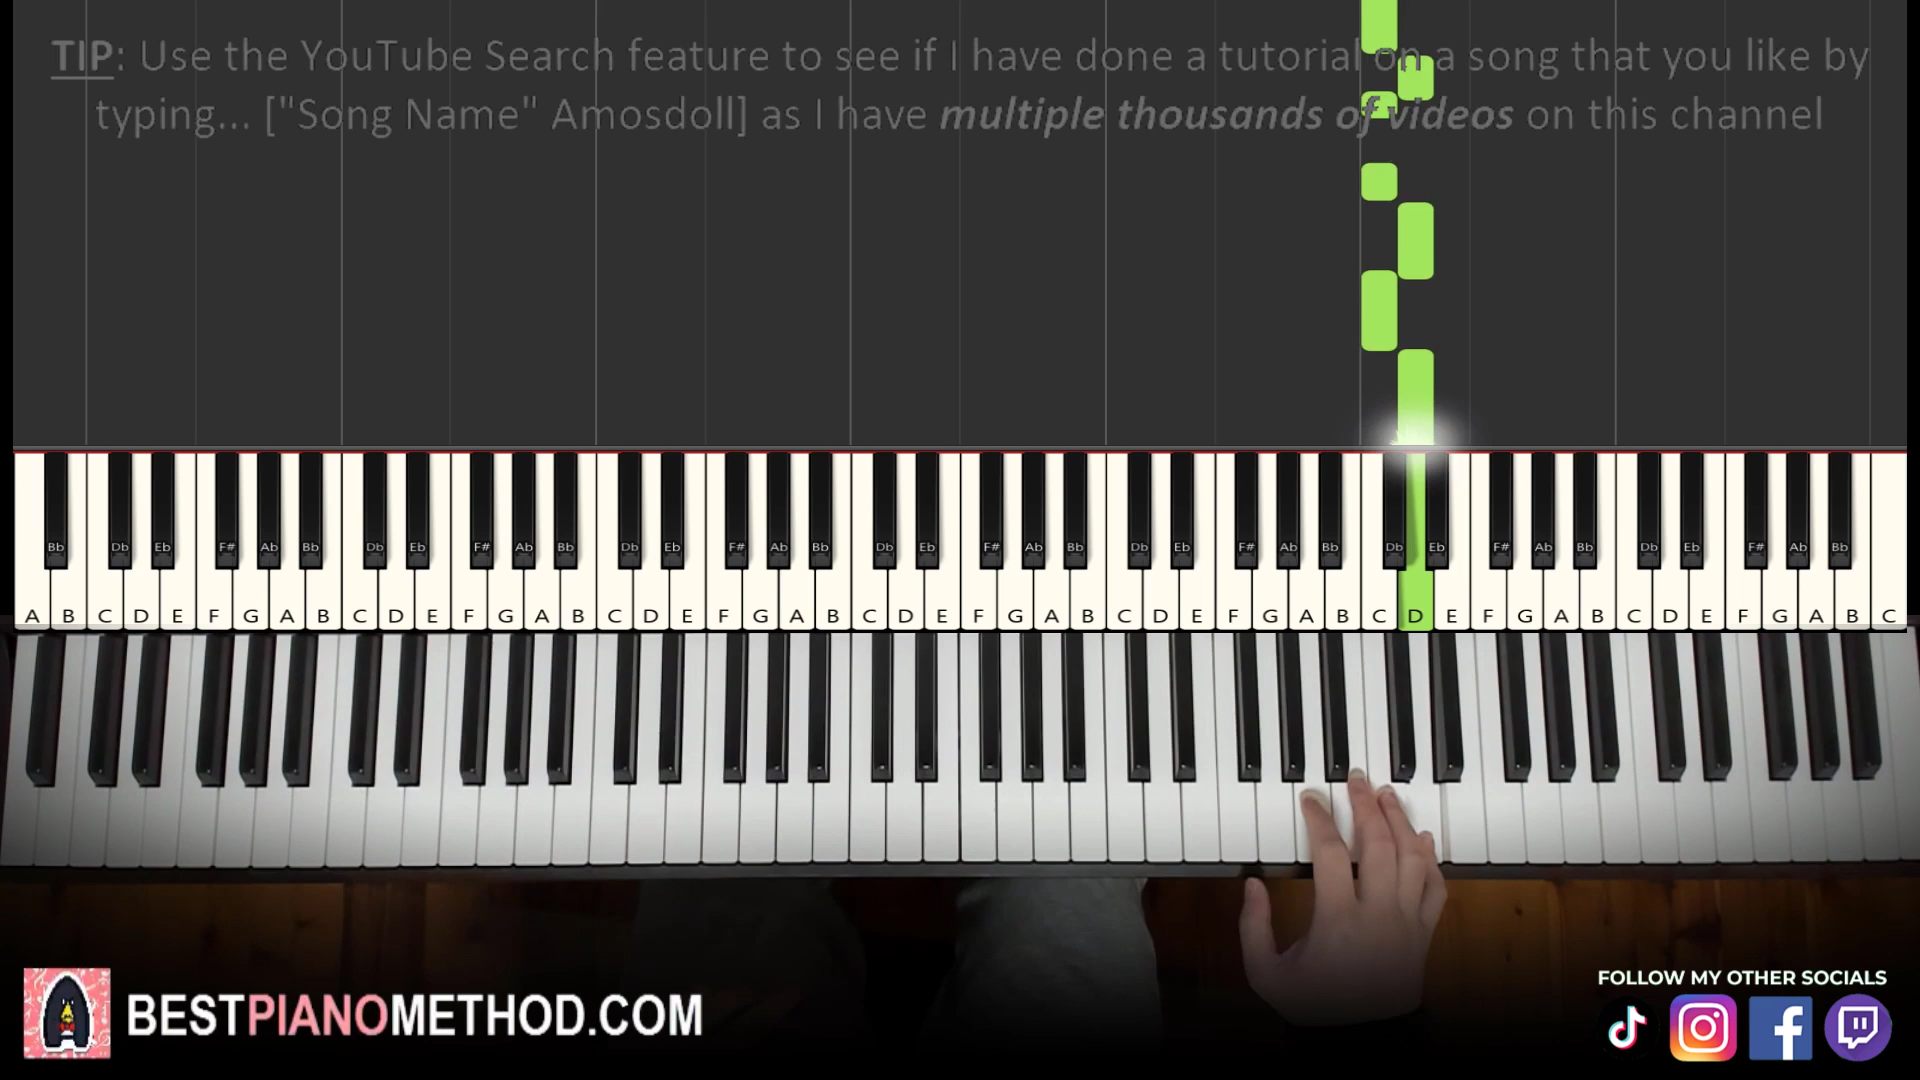 TIP: Use the YouTube Search feature to see if I have done a tutorial on a song that you like by
typing... ["Song Name" Amosdoll] as I have multiple thousands of videos on this channel
Bb Db Eb F# Ab Bb Db Eb F# Ab Bb Db Eb F# Ab Bb Db Eb F# Ab Bb Db Eb F# Ab Bb Db Eb F# Ab Bb Db Eb F# Ab Bb
A B C D E F G A B C D E F G A B C D E F G A B C D E F G A B C D E F G A B C D E F G A B C D E F G A B C
BESTPIANOMETHOD.COM
FOLLOW MY OTHER SOCIALS